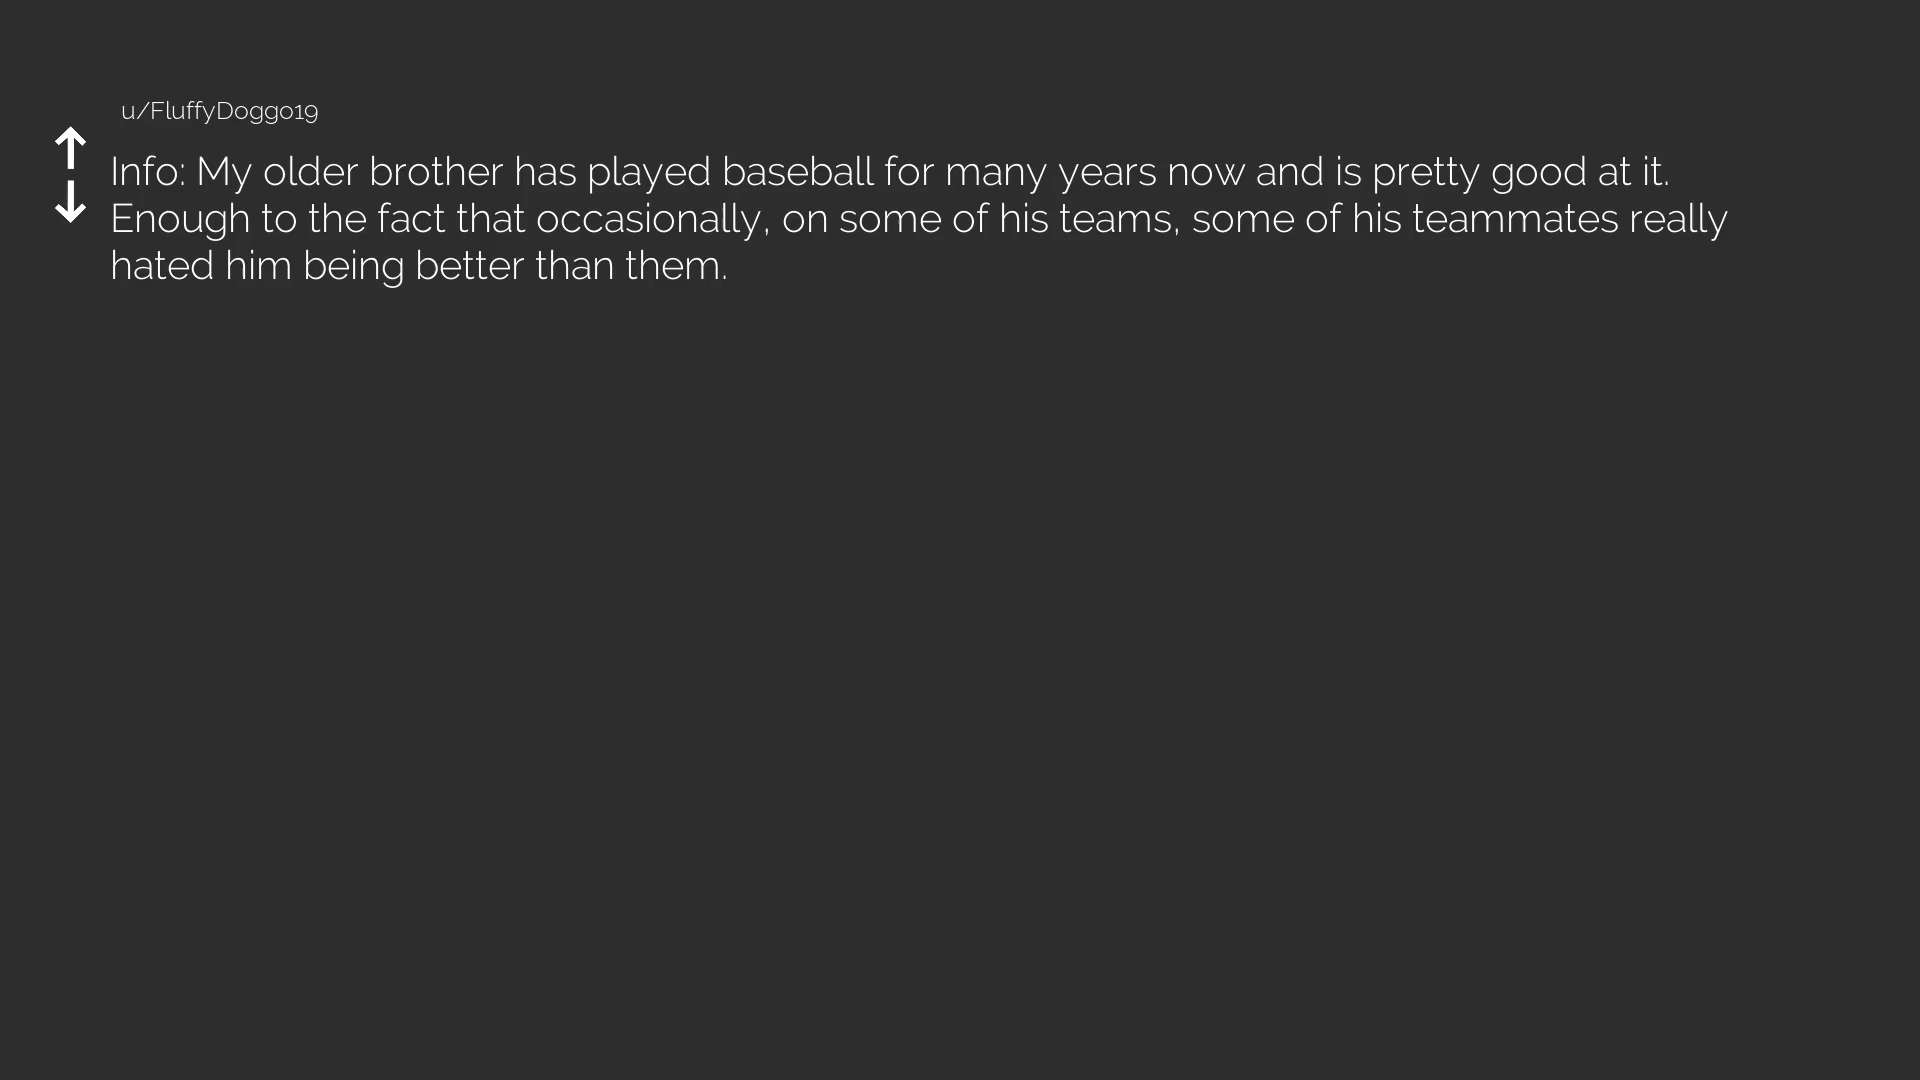 u/FluffyDoggo19
Info: My older brother has played baseball for many years now and is pretty good at it.
Enough to the fact that occasionally, on some of his teams, some of his teammates really
hated him being better than them.